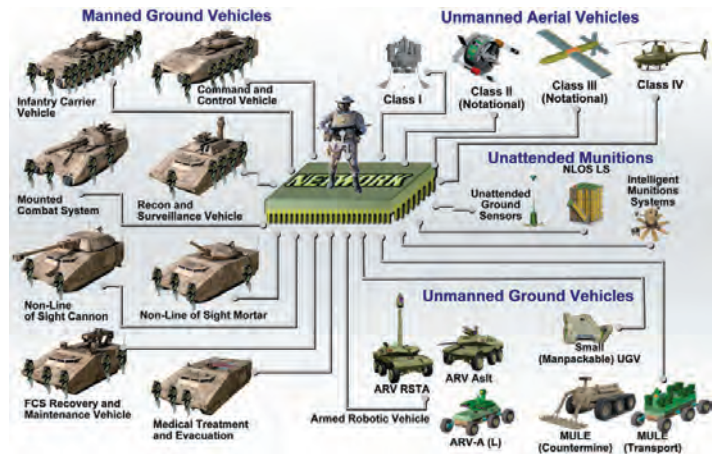 Manned Ground Vehicles
Infantry Carrier
Vehicle
Command and
Control Vehicle
Mounted
Combat System
Recon and
Surveillance Vehicle
Non-Line
of Sight Cannon
Non-Line of Sight Mortar
FCS Recovery and
Maintenance Vehicle
Medical Treatment
and Evacuation
Unmanned Aerial Vehicles
Class I
Class II
(Notational)
Class III
(Notational)
Class IV
NETWORK
Unattended Munitions
NLOS LS
Unattended
Ground
Sensors
Intelligent
Munitions
Systems
Unmanned Ground Vehicles
ARV RSTA
ARV Aslt
Small
(Manpackable) UGV
Armed Robotic Vehicle
ARV-A (L)
MULE
(Countermine)
MULE
(Transport)